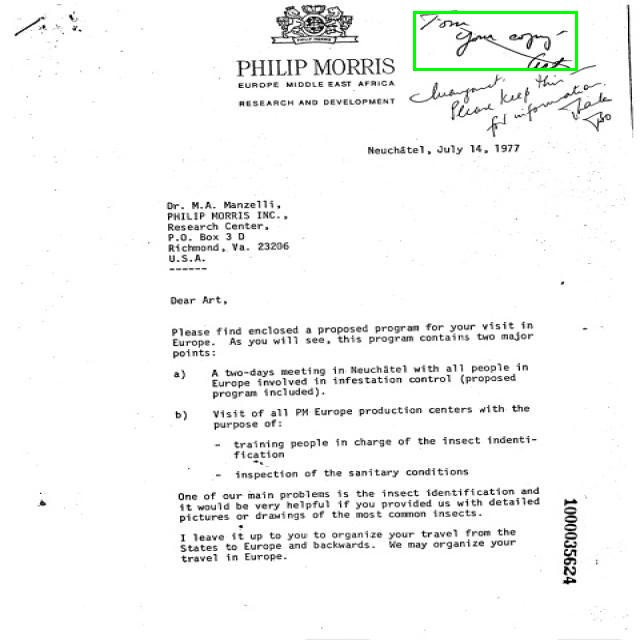 Tom
Your copy -
Art
Margaret.
Please keep this -
for information.
Thanks
PHILIP MORRIS
EUROPE MIDDLE EAST AFRICA
RESEARCH AND DEVELOPMENT
Neuchâtel, July 14, 1977
Dr. M.A. Manzelli,
PHILIP MORRIS INC.,
Research Center,
P.O. Box 3 D
Richmond, Va. 23206
U.S.A.
------
Dear Art,
Please find enclosed a proposed program for your visit in
Europe. As you will see, this program contains two major
points:
a) A two-days meeting in Neuchâtel with all people in
Europe involved in infestation control (proposed
program included).
b) Visit of all PM Europe production centers with the
purpose of:
- training people in charge of the insect indenti-
fication
- inspection of the sanitary conditions
One of our main problems is the insect identification and
it would be very helpful if you provided us with detailed
pictures or drawings of the most common insects.
I leave it up to you to organize your travel from the
States to Europe and backwards. We may organize your
travel in Europe.
1000035624